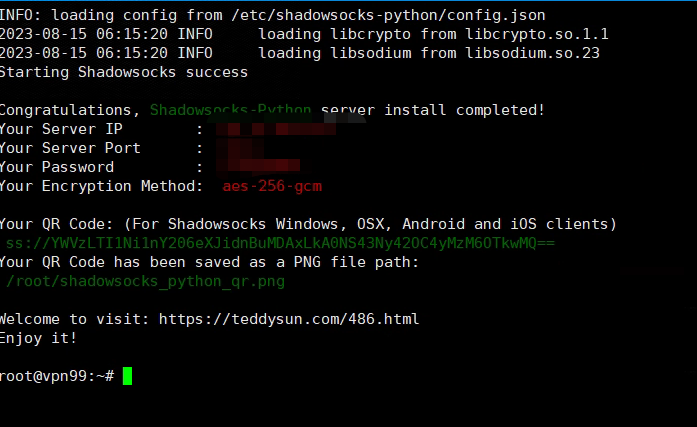 INFO: loading config from /etc/shadowsocks-python/config.json
2023-08-15 06:15:20 INFO     loading libcrypto from libcrypto.so.1.1
2023-08-15 06:15:20 INFO     loading libsodium from libsodium.so.23
Starting Shadowsocks success
Congratulations, Shadowsocks-Python server install completed!
Your Server IP        :
Your Server Port      :
Your Password         :
Your Encryption Method:  aes-256-gcm
Your QR Code: (For Shadowsocks Windows, OSX, Android and iOS clients)
ss://YWVzLTI1Ni1nY206eXJidnBuMDAxLkA0NS43Ny42OC4yMzM6OTkwMQ==
Your QR Code has been saved as a PNG file path:
/root/shadowsocks_python_qr.png
Welcome to visit: https://teddysun.com/486.html
Enjoy it!
root@vpn99:~#